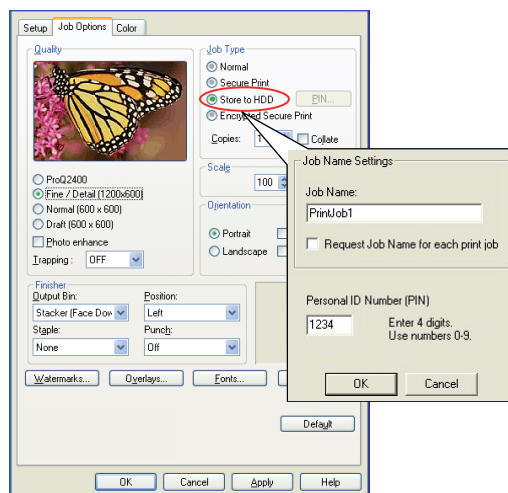 Setup Job Options Color
Quality
ProQ2400
Fine / Detail (1200x600)
Normal (600 x 600)
Draft (600 x 600)
Photo enhance
Trapping : OFF
Job Type
Normal
Secure Print
Store to HDD PIN...
Encrypted Secure Print
Copies: 1 Collate
Scale
100
Orientation
Portrait
Landscape
Finisher
Output Bin: Position:
Stacker (Face Dow Left
Staple: Punch:
None Off
Watermarks... Overlays... Fonts...
Default
OK Cancel Apply Help
Job Name Settings
Job Name:
PrintJob1
Request Job Name for each print job
Personal ID Number (PIN)
1234 Enter 4 digits.
Use numbers 0-9.
OK Cancel